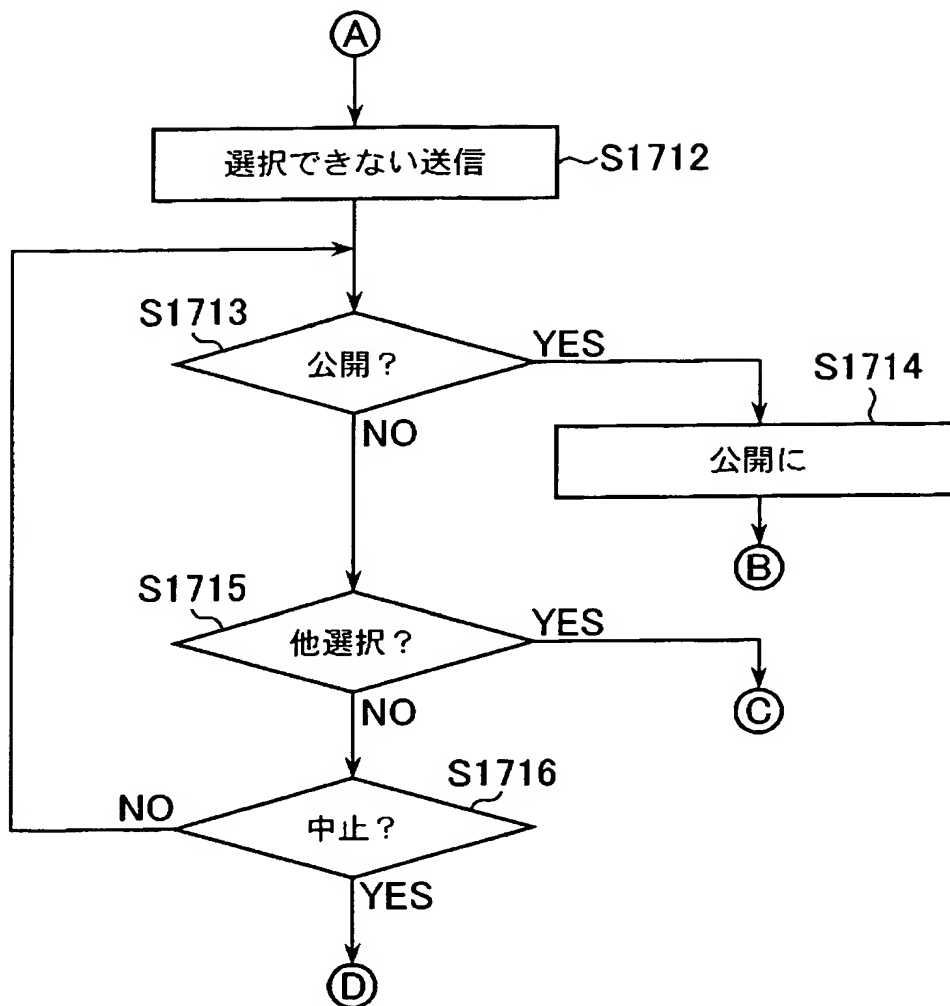 A
選択できない送信
S1712
S1713
公開？
YES
NO
S1714
公開に
B
S1715
他選択？
YES
NO
C
S1716
中止？
NO
YES
D